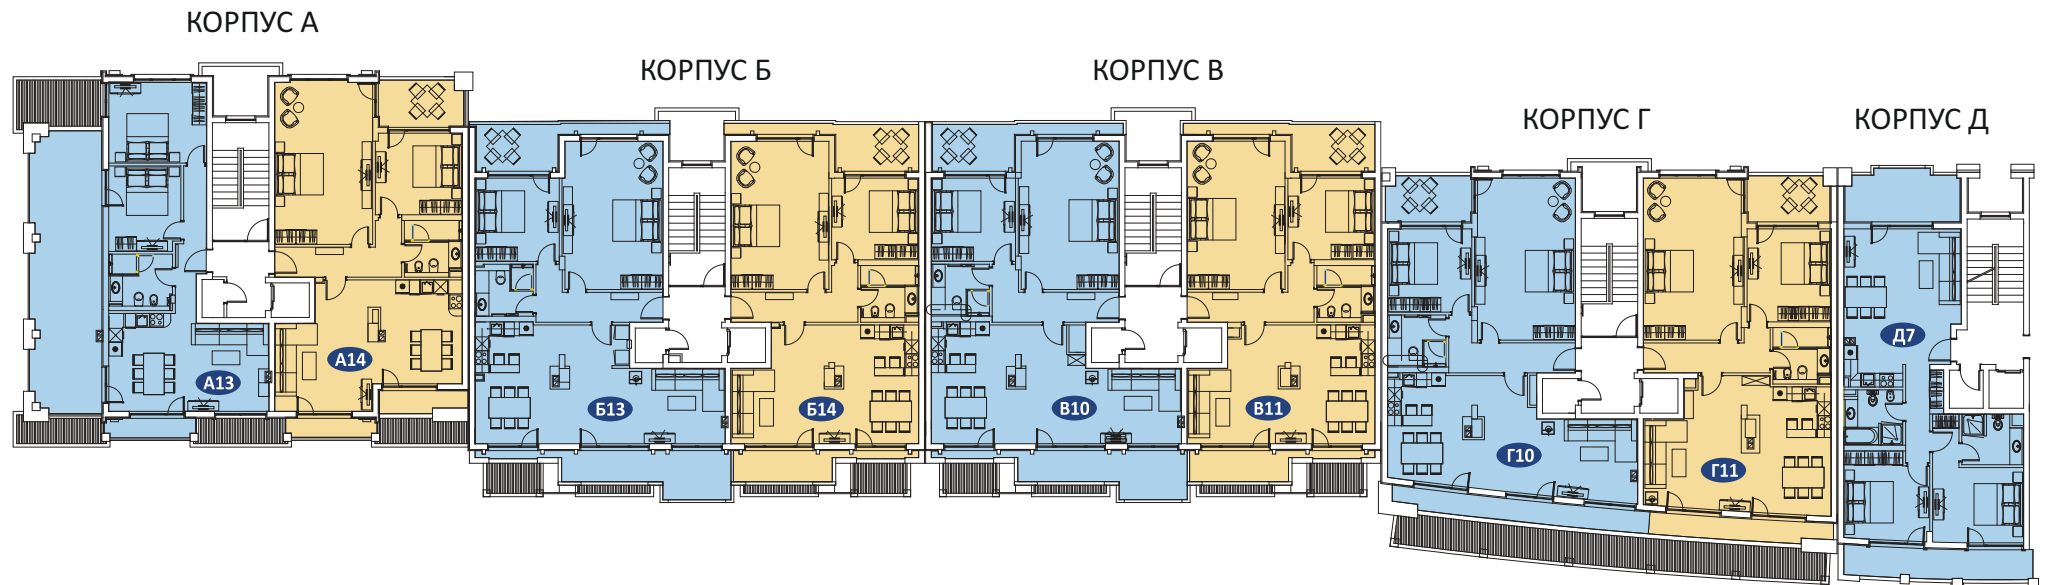 КОРПУС А
КОРПУС Б
КОРПУС В
КОРПУС Г
КОРПУС Д
А13
А14
Б13
Б14
В10
В11
Г10
Г11
Д7